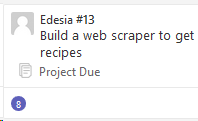 Edesia #13
Build a web scraper to get
recipes
Project Due
8